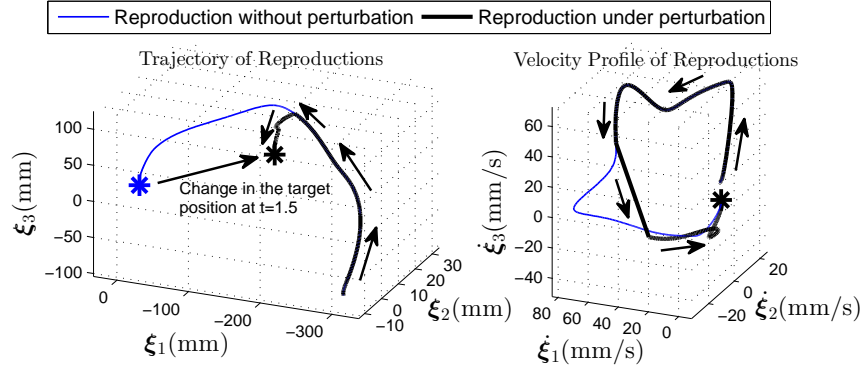 Reproduction without perturbation
Reproduction under perturbation
Trajectory of Reproductions
Velocity Profile of Reproductions
100
50
0
−50
−100
ξ3(mm)
0
−100
−200
−300
ξ1(mm)
−10
0
10
20
30
ξ2(mm)
Change in the target
position at t=1.5
60
40
20
0
−20
−40
ξ̇3(mm/s)
80
60
40
20
0
ξ̇1(mm/s)
−20
0
20
ξ̇2(mm/s)